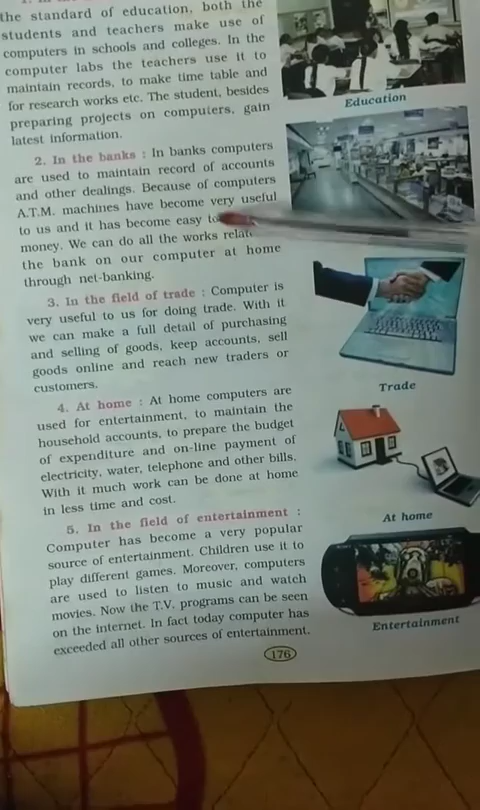 the standard of education, both the
students and teachers make use of
computers in schools and colleges. In the
computer labs the teachers use it to
maintain records, to make time table and
for research works etc. The student, besides
preparing projects on computers, gain
latest information.
Education
2. In the banks : In banks computers
are used to maintain record of accounts
and other dealings. Because of computers
A.T.M. machines have become very useful
to us and it has become easy
money. We can do all the works
the bank on our computer at home
through net-banking.
3. In the field of trade : Computer is
very useful to us for doing trade. With it
we can make a full detail of purchasing
and selling of goods, keep accounts, sell
goods online and reach new traders or
customers.
Trade
4. At home : At home computers are
used for entertainment, to maintain the
household accounts, to prepare the budget
of expenditure and on-line payment of
electricity, water, telephone and other bills.
With it much work can be done at home
in less time and cost.
At home
5. In the field of entertainment :
Computer has become a very popular
source of entertainment. Children use it to
play different games. Moreover, computers
are used to listen to music and watch
movies. Now the T.V. programs can be seen
on the internet. In fact today computer has
exceeded all other sources of entertainment.
Entertainment
176